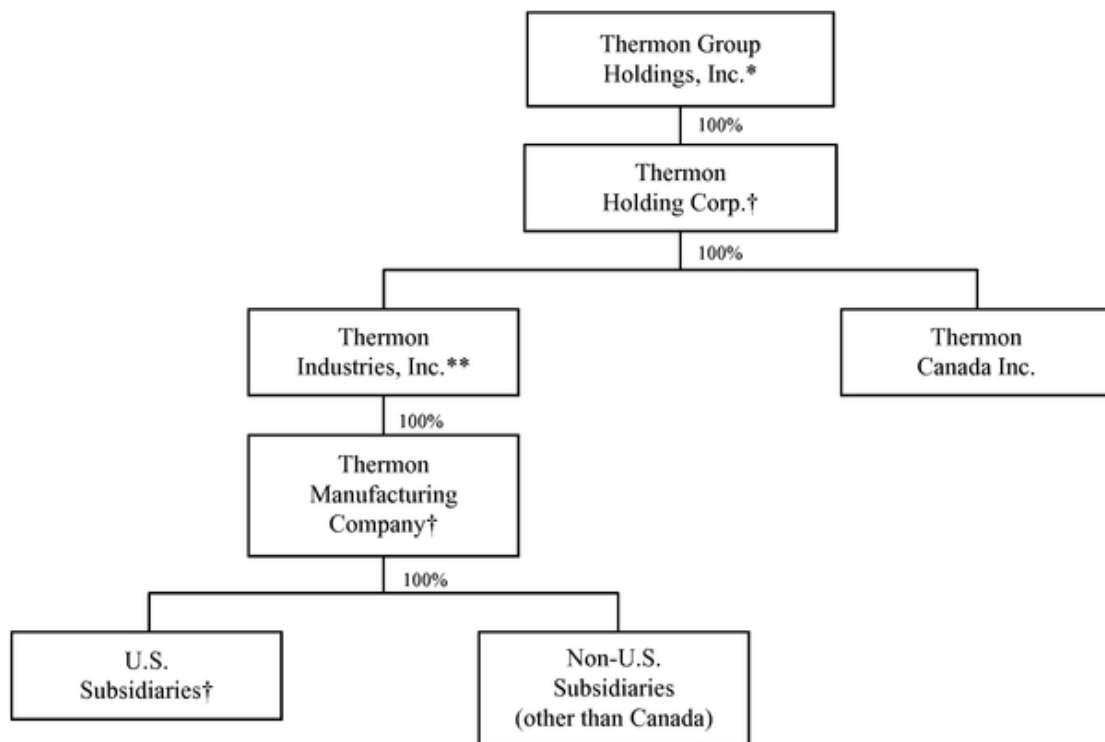 Thermon Group
Holdings, Inc.*
100%
Thermon
Holding Corp.†
100%
Thermon
Industries, Inc.**
Thermon
Canada Inc.
100%
Thermon
Manufacturing
Company†
100%
U.S.
Subsidiaries†
Non-U.S.
Subsidiaries
(other than Canada)